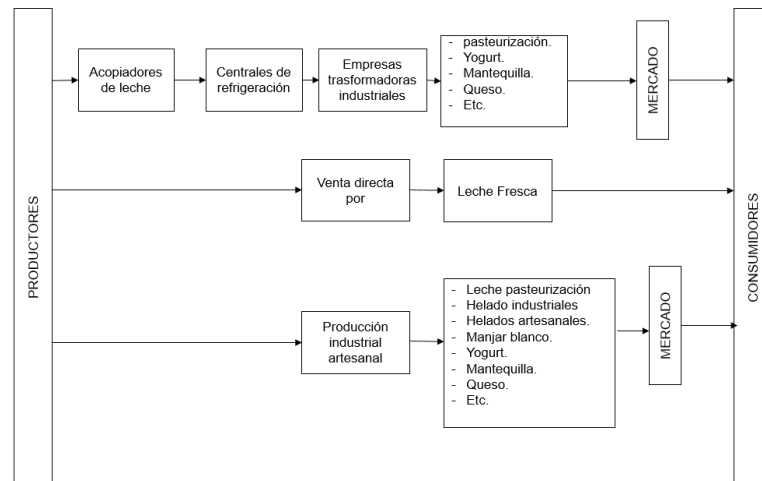 PRODUCTORES
Acopiadores
de leche
Centrales de
refrigeración
Empresas
trasformadoras
industriales
- pasteurización.
- Yogurt.
- Mantequilla.
- Queso.
- Etc.
MERCADO
Venta directa
por
Leche Fresca
Producción
industrial
artesanal
- Leche pasteurización
- Helado industriales
- Helados artesanales.
- Manjar blanco.
- Yogurt.
- Mantequilla.
- Queso.
- Etc.
MERCADO
CONSUMIDORES